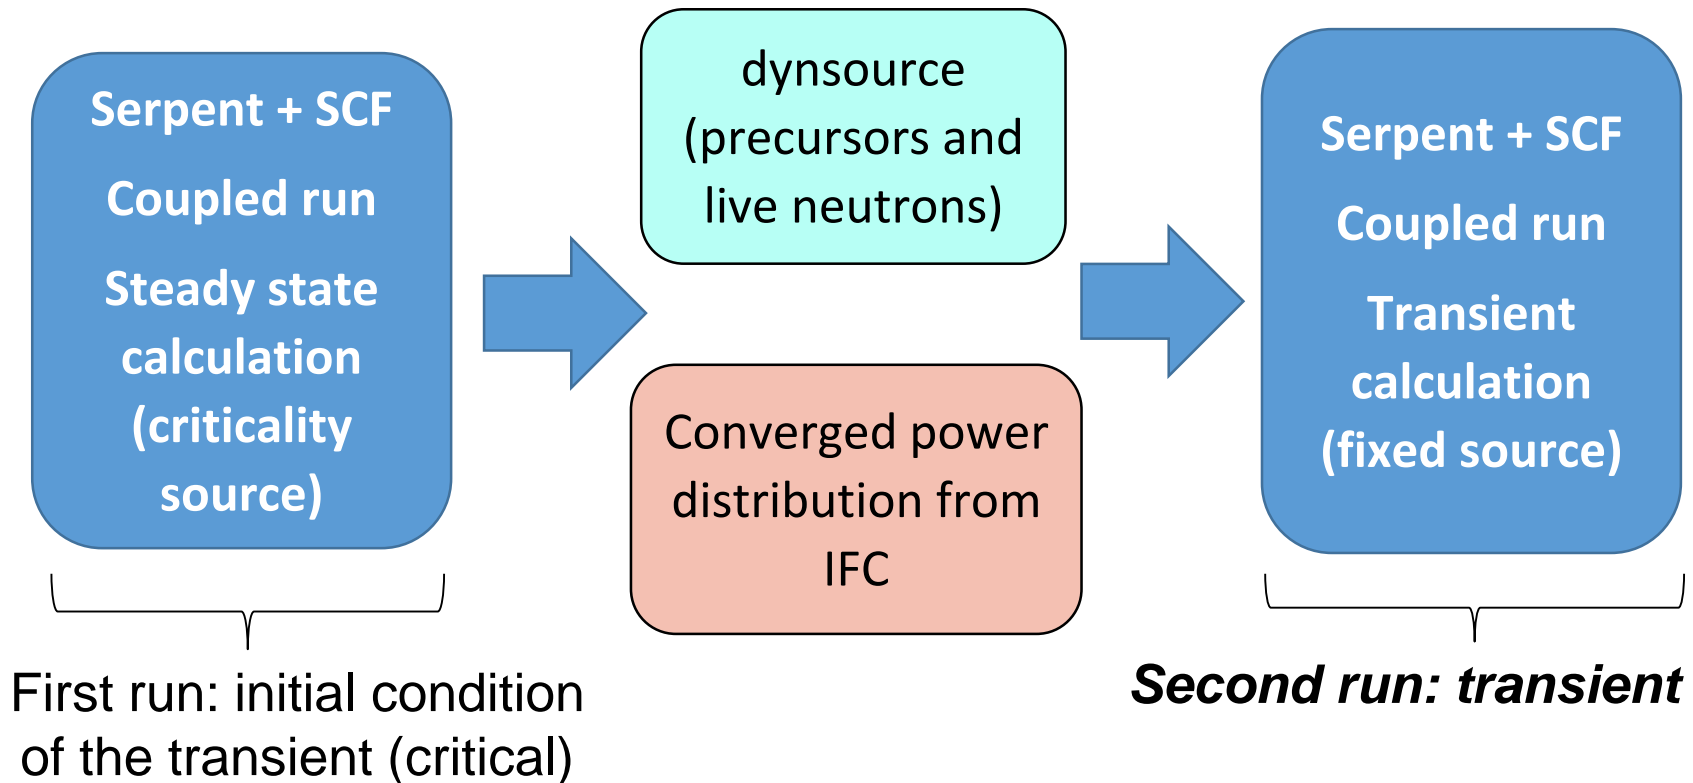 Serpent + SCF
Coupled run
Steady state
calculation
(criticality
source)
First run: initial condition
of the transient (critical)
dynsource
(precursors and
live neutrons)
Converged power
distribution from
IFC
Serpent + SCF
Coupled run
Transient
calculation
(fixed source)
Second run: transient